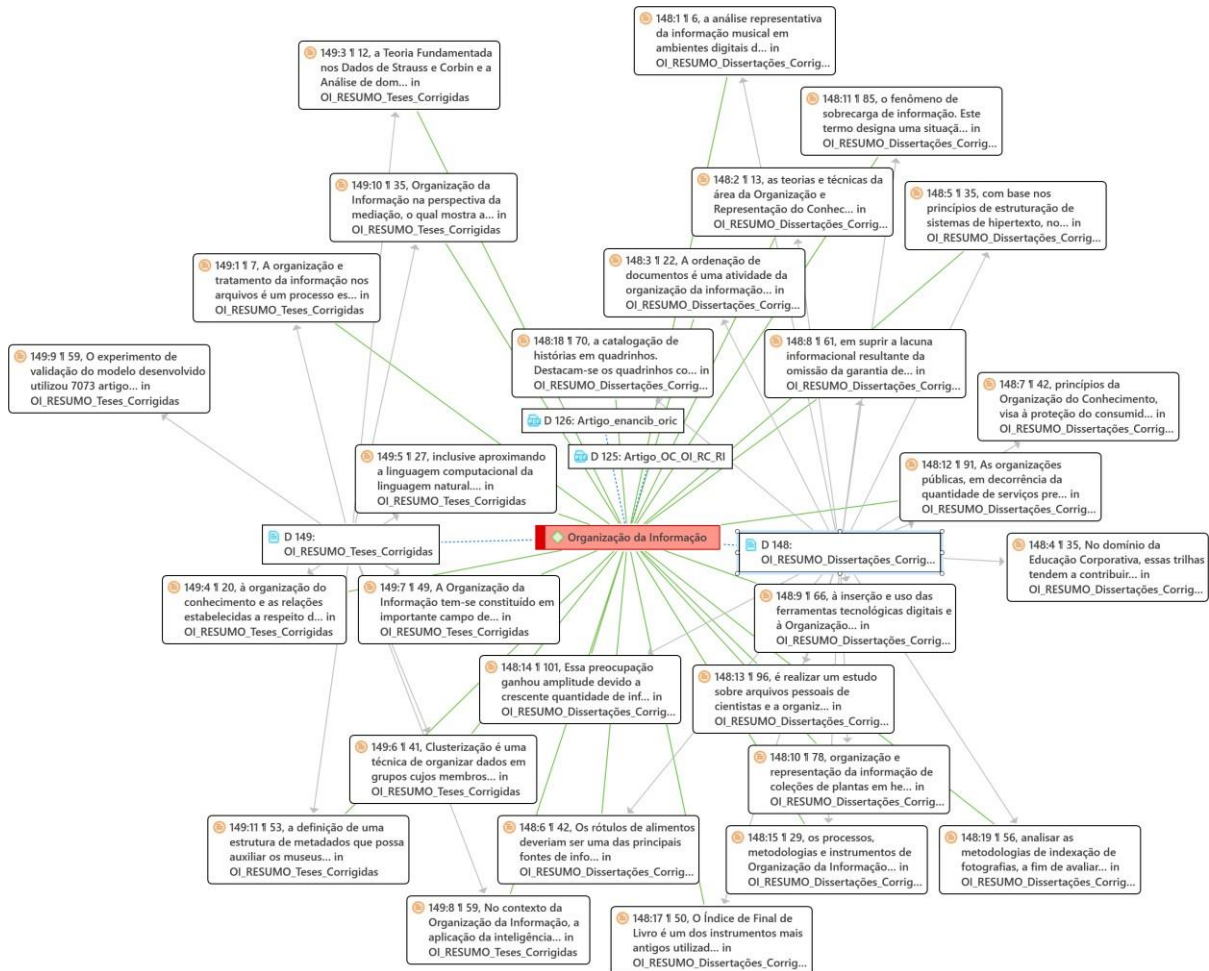 148:1 ¶ 6, a análise representativa
da informação musical em
ambientes digitais d... in
OI_RESUMO_Dissertações_Corrig...
149:3 ¶ 12, a Teoria Fundamentada
nos Dados de Strauss e Corbin e a
Análise de dom... in
OI_RESUMO_Teses_Corrigidas
148:11 ¶ 85, o fenômeno de
sobrecarga de informação. Este
termo designa uma situaçã... in
OI_RESUMO_Dissertações_Corrig...
149:10 ¶ 35, Organização da
Informação na perspectiva da
mediação, o qual mostra a... in
OI_RESUMO_Teses_Corrigidas
148:2 ¶ 13, as teorias e técnicas da
área da Organização e
Representação do Conhec... in
OI_RESUMO_Dissertações_Corrig...
148:5 ¶ 35, com base nos
princípios de estruturação de
sistemas de hipertexto, no... in
OI_RESUMO_Dissertações_Corrig...
149:1 ¶ 7, A organização e
tratamento da informação nos
arquivos é um processo es... in
OI_RESUMO_Teses_Corrigidas
148:3 ¶ 22, A ordenação de
documentos é uma atividade da
organização da informação... in
OI_RESUMO_Dissertações_Corrig...
149:9 ¶ 59, O experimento de
validação do modelo desenvolvido
utilizou 7073 artigo... in
OI_RESUMO_Teses_Corrigidas
148:18 ¶ 70, a catalogação de
histórias em quadrinhos.
Destacam-se os quadrinhos co... in
OI_RESUMO_Dissertações_Corrig...
148:8 ¶ 61, em suprir a lacuna
informacional resultante da
omissão da garantia de... in
OI_RESUMO_Dissertações_Corrig...
148:7 ¶ 42, princípios da
Organização do Conhecimento,
visa à proteção do consumid... in
OI_RESUMO_Dissertações_Corrig...
D 126: Artigo_enancib_oric
D 125: Artigo_OC_OI_RC_RI
149:5 ¶ 27, inclusive aproximando
a linguagem computacional da
linguagem natural.... in
OI_RESUMO_Teses_Corrigidas
148:12 ¶ 91, As organizações
públicas, em decorrência da
quantidade de serviços pre... in
OI_RESUMO_Dissertações_Corrig...
D 149:
OI_RESUMO_Teses_Corrigidas
Organização da Informação
D 148:
OI_RESUMO_Dissertações_Corrig...
148:4 ¶ 35, No domínio da
Educação Corporativa, essas trilhas
tendem a contribuir... in
OI_RESUMO_Dissertações_Corrig...
149:4 ¶ 20, à organização do
conhecimento e as relações
estabelecidas a respeito d... in
OI_RESUMO_Teses_Corrigidas
149:7 ¶ 49, A Organização da
Informação tem-se constituído em
importante campo de... in
OI_RESUMO_Teses_Corrigidas
148:9 ¶ 66, à inserção e uso das
ferramentas tecnológicas digitais e
à Organização... in
OI_RESUMO_Dissertações_Corrig...
148:14 ¶ 101, Essa preocupação
ganhou amplitude devido a
crescente quantidade de inf... in
OI_RESUMO_Dissertações_Corrig...
148:13 ¶ 96, é realizar um estudo
sobre arquivos pessoais de
cientistas e a organiz... in
OI_RESUMO_Dissertações_Corrig...
149:6 ¶ 41, Clusterização é uma
técnica de organizar dados em
grupos cujos membros... in
OI_RESUMO_Teses_Corrigidas
148:10 ¶ 78, organização e
representação da informação de
coleções de plantas em he... in
OI_RESUMO_Dissertações_Corrig...
149:11 ¶ 53, a definição de uma
estrutura de metadados que possa
auxiliar os museus... in
OI_RESUMO_Teses_Corrigidas
148:6 ¶ 42, Os rótulos de alimentos
deveriam ser uma das principais
fontes de info... in
OI_RESUMO_Dissertações_Corrig...
148:15 ¶ 29, os processos,
metodologias e instrumentos de
Organização da Informação... in
OI_RESUMO_Dissertações_Corrig...
148:19 ¶ 56, analisar as
metodologias de indexação de
fotografias, a fim de avaliar... in
OI_RESUMO_Dissertações_Corrig...
149:8 ¶ 59, No contexto da
Organização da Informação, a
aplicação da inteligência... in
OI_RESUMO_Teses_Corrigidas
148:17 ¶ 50, O Índice de Final de
Livro é um dos instrumentos mais
antigos utilizad... in
OI_RESUMO_Dissertações_Corrig...